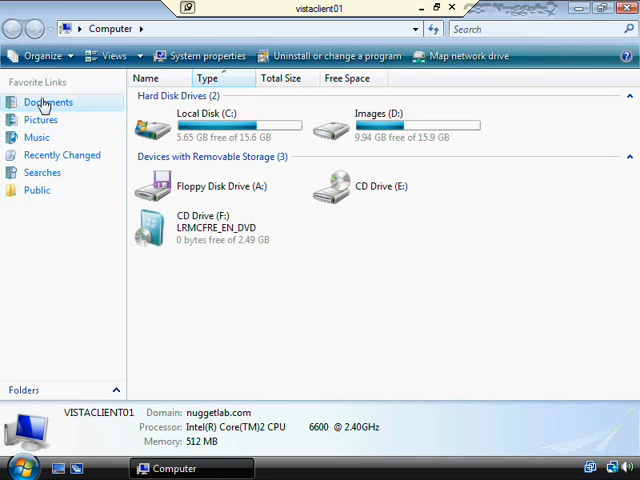 vistaclient01
Computer
Search
Organize
Views
System properties
Uninstall or change a program
Map network drive
Favorite Links
Name
Type
Total Size
Free Space
Documents
Pictures
Music
Recently Changed
Searches
Public
Hard Disk Drives (2)
Local Disk (C:)
5.65 GB free of 15.6 GB
Images (D:)
9.94 GB free of 15.9 GB
Devices with Removable Storage (3)
Floppy Disk Drive (A:)
CD Drive (E:)
CD Drive (F:)
LRMCFRE_EN_DVD
0 bytes free of 2.49 GB
Folders
VISTACLIENT01
Domain: nuggetlab.com
Processor: Intel(R) Core(TM)2 CPU 6600 @ 2.40GHz
Memory: 512 MB
Computer